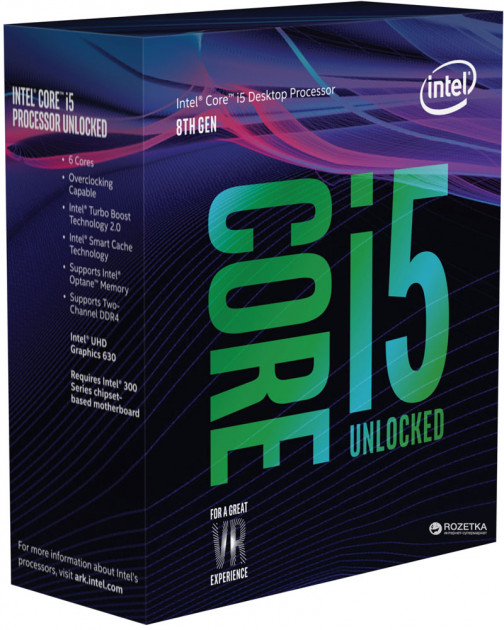 INTEL® CORE™ i5
PROCESSOR UNLOCKED
• 6 Cores
• Overclocking
Capable
• Intel® Turbo Boost
Technology 2.0
• Intel® Smart Cache
Technology
• Supports Intel®
Optane™ Memory
• Supports Two-
Channel DDR4
Intel® UHD
Graphics 630
Requires Intel® 300
Series chipset-
based motherboard
For more information about Intel's
processors, visit ark.intel.com
Intel® Core™ i5 Desktop Processor
8TH GEN
intel®
CORE
i5
UNLOCKED
FOR A GREAT
VR
EXPERIENCE
ROZETKA
интернет-супермаркет